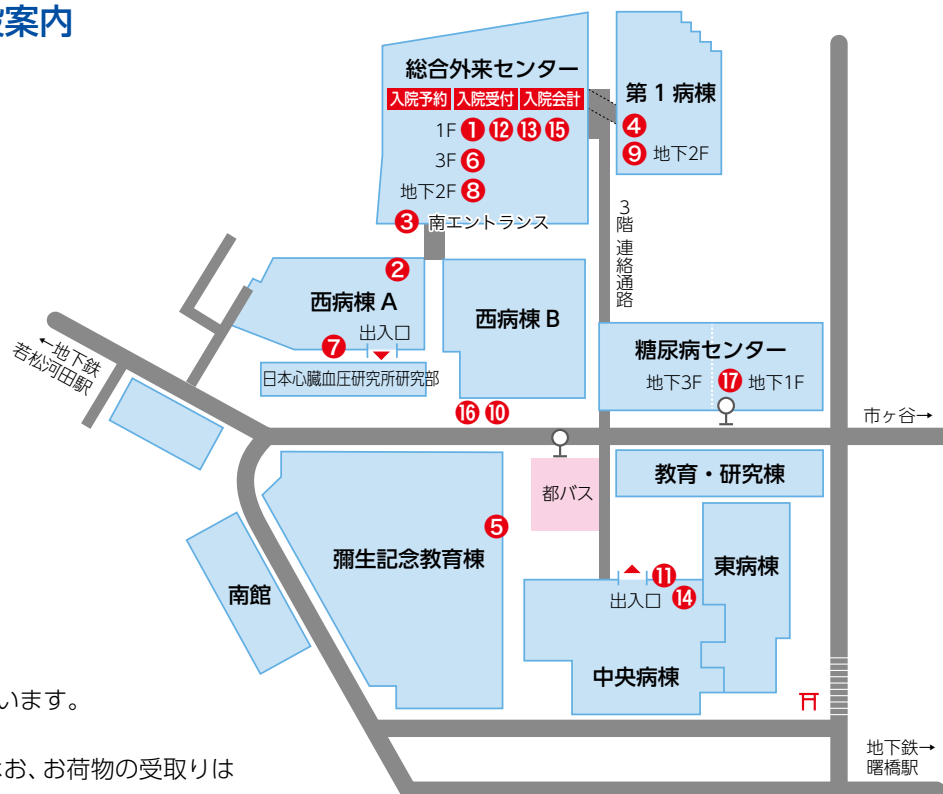 案内
総合外来センター
入院予約 入院受付 入院会計
1F ❶ ⓬ ⓭ ⓯
3F ❻
地下2F ❽
❸ 南エントランス
第1病棟
❹
❾ 地下2F
3階 連絡通路
❷
西病棟 A
出入口
❼
日本心臓血圧研究所研究部
西病棟 B
⓰ ❿
糖尿病センター
地下3F ⓱ 地下1F
←地下鉄
若松河田駅
市ヶ谷→
都バス
教育・研究棟
❺
彌生記念教育棟
南館
東病棟
⓫
出入口 ⓮
中央病棟
います。
お、お荷物の受取りは
地下鉄→
曙橋駅